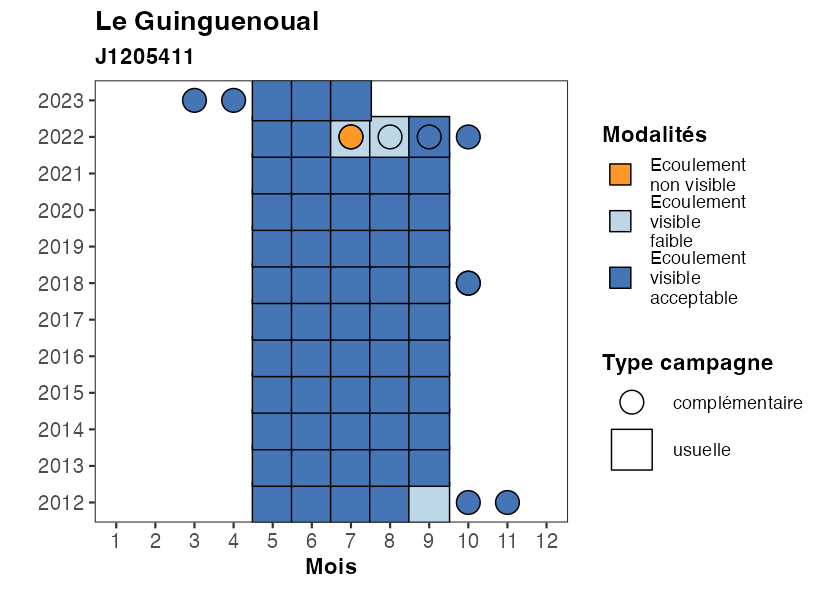 Le Guinguenoual
J1205411
2023
2022
2021
2020
2019
2018
2017
2016
2015
2014
2013
2012
1 2 3 4 5 6 7 8 9 10 11 12
Mois
Modalités
Ecoulement
non visible
Ecoulement
visible
faible
Ecoulement
visible
acceptable
Type campagne
complémentaire
usuelle